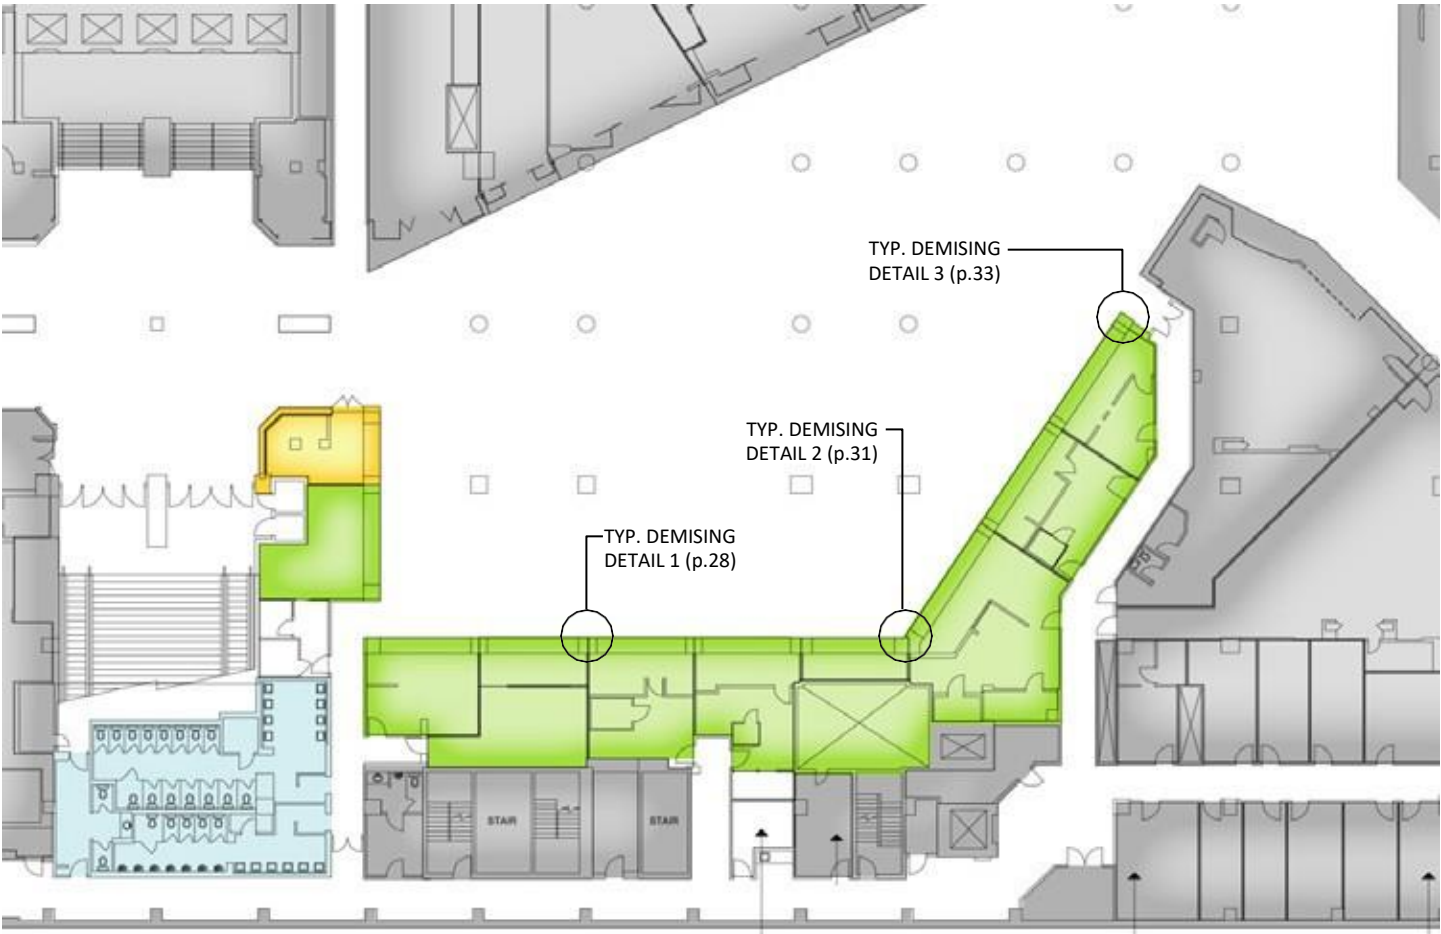 TYP. DEMISING
DETAIL 3 (p.33)
TYP. DEMISING
DETAIL 2 (p.31)
TYP. DEMISING
DETAIL 1 (p.28)
STAIR
STAIR